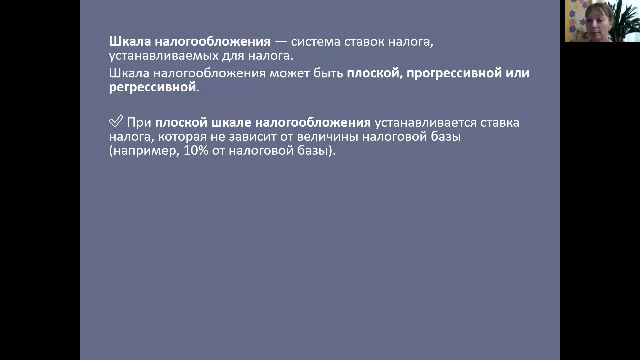 Шкала налогообложения — система ставок налога,
устанавливаемых для налога.
Шкала налогообложения может быть плоской, прогрессивной или
регрессивной.
✓ При плоской шкале налогообложения устанавливается ставка
налога, которая не зависит от величины налоговой базы
(например, 10% от налоговой базы).